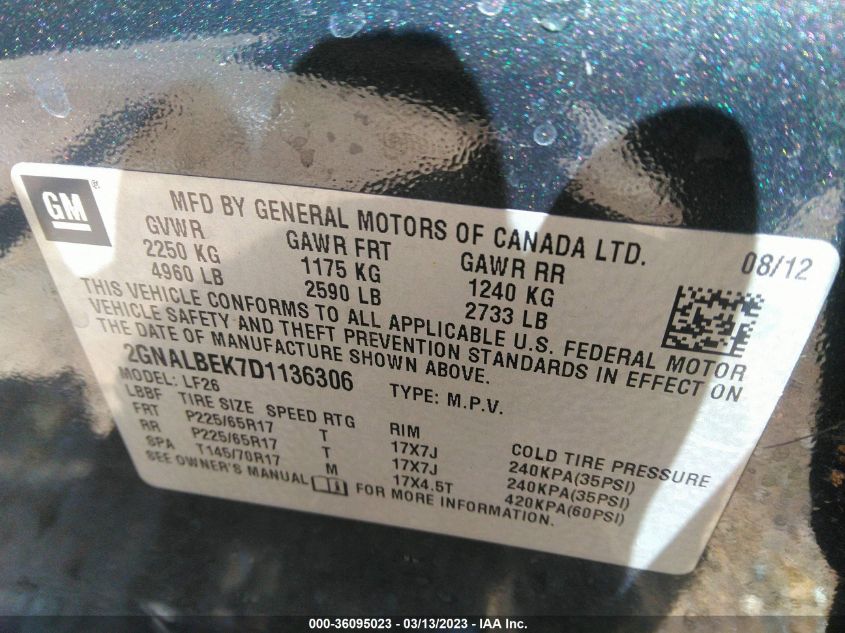 GM®
MFD BY GENERAL MOTORS OF CANADA LTD.
08/12
GVWR GAWR FRT GAWR RR
2250 KG 1175 KG 1240 KG
4960 LB 2590 LB 2733 LB
THIS VEHICLE CONFORMS TO ALL APPLICABLE U.S. FEDERAL MOTOR
VEHICLE SAFETY AND THEFT PREVENTION STANDARDS IN EFFECT ON
THE DATE OF MANUFACTURE SHOWN ABOVE.
2GNALBEK7D1136306 TYPE: M.P.V.
MODEL: LF26
LBBF TIRE SIZE SPEED RTG RIM COLD TIRE PRESSURE
FRT P225/65R17 T 17X7J 240KPA(35PSI)
RR P225/65R17 T 17X7J 240KPA(35PSI)
SPA T145/70R17 M 17X4.5T 420KPA(60PSI)
SEE OWNER'S MANUAL FOR MORE INFORMATION.
000-36095023 — 03/13/2023 — IAA Inc.